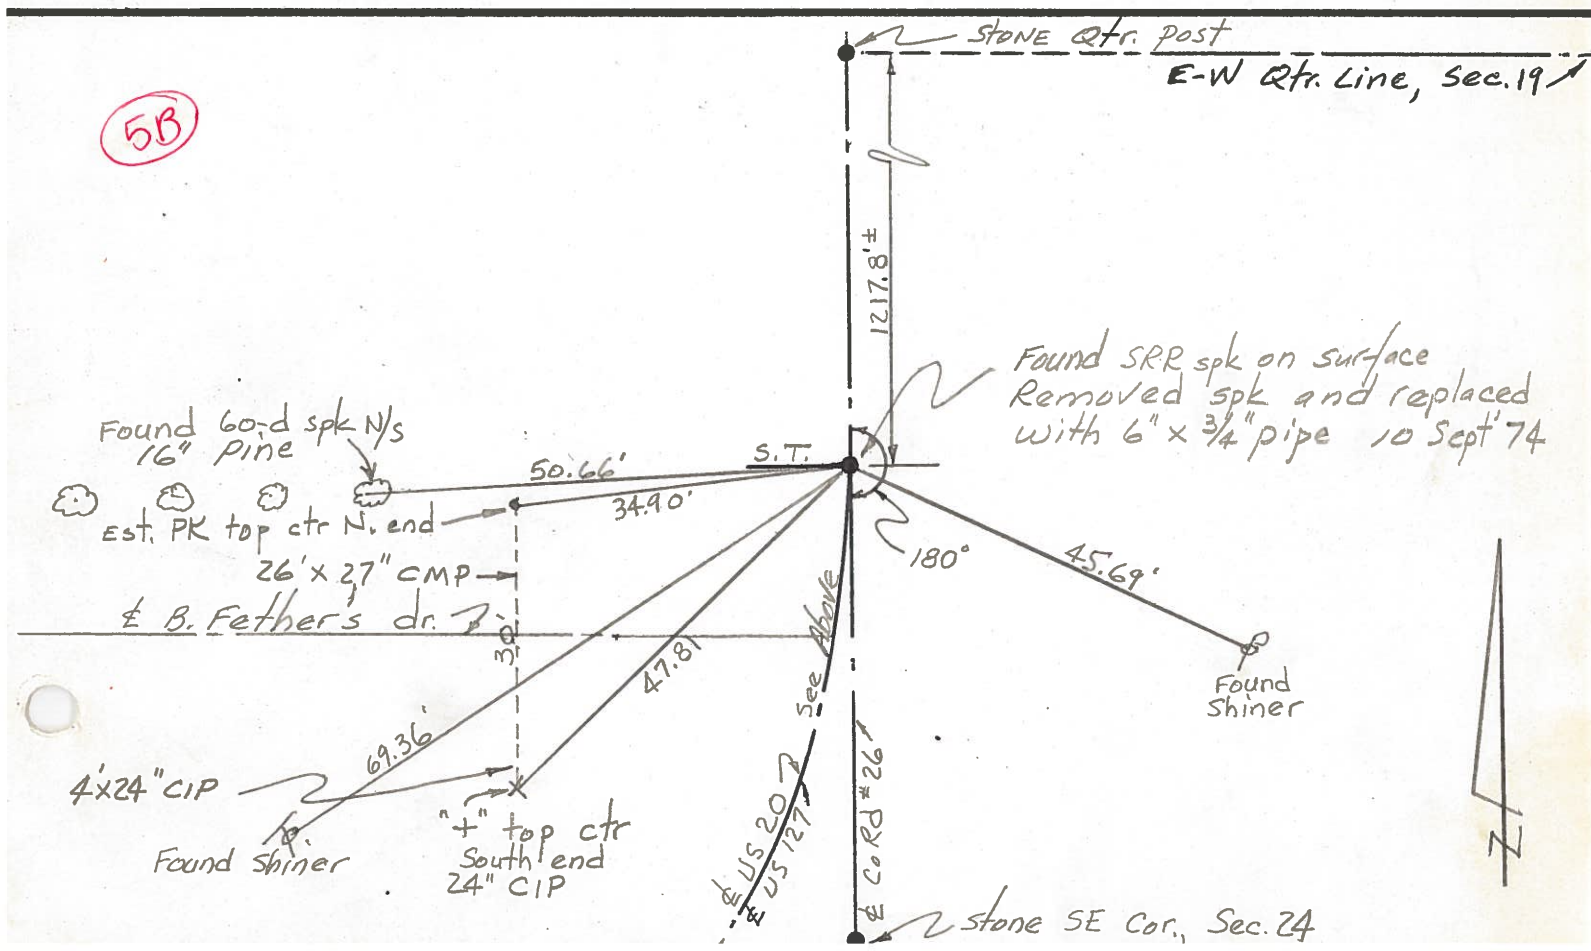 Stone Qtr. Post
E-W Qtr. Line, Sec. 19
5B
1217.8'±
Found SRR spk on surface
Removed spk and replaced
with 6" x 3/4" pipe 10 Sept '74
Found 60-d spk N/S
16" Pine
S.T.
50.66'
34.90'
Est. PK top ctr N. end
26' x 27" CMP
180°
45.69'
℄ B. Fether's dr.
30'
47.81
See Above
Found
Shiner
69.36'
4'x24" CIP
"+" top ctr
South end
24" CIP
Found Shiner
℄ US 20
℄ US 127
℄ Co Rd #26
Stone SE Cor., Sec. 24
N